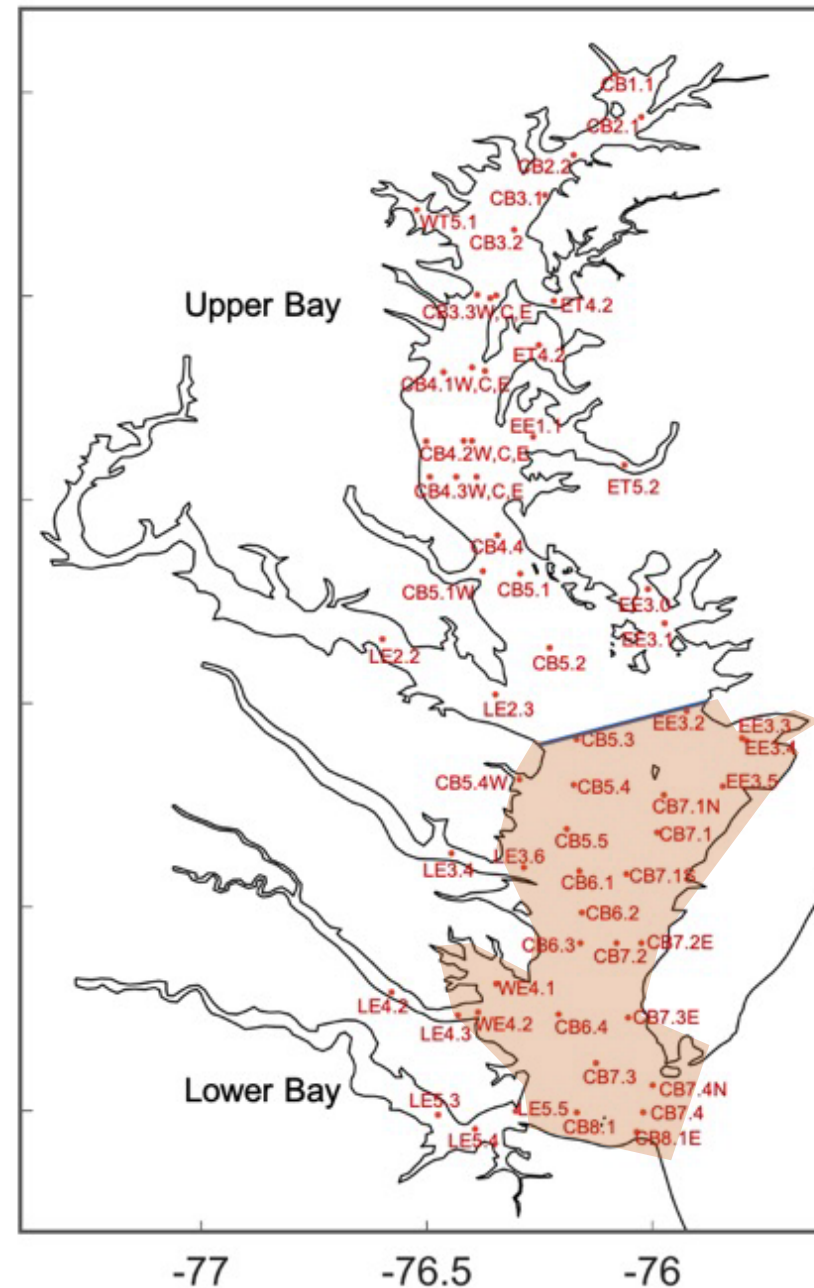 CB1.1
CB2.1
CB2.2
CB3.1
WT5.1
CB3.2
Upper Bay
CB3.3W,C,E
ET4.2
ET4.2
CB4.1W,C,E
EE1.1
CB4.2W,C,E
ET5.2
CB4.3W,C,E
CB4.4
CB5.1W
CB5.1
EE3.0
EE3.1
LE2.2
CB5.2
LE2.3
EE3.2
EE3.3
CB5.3
EE3.4
CB5.4W
CB5.4
EE3.5
CB7.1N
CB5.5
CB7.1
LE3.4
LE3.6
CB6.1
CB7.1S
CB6.2
CB6.3
CB7.2
CB7.2E
WE4.1
LE4.2
LE4.3
WE4.2
CB6.4
CB7.3E
CB7.3
Lower Bay
CB7.4N
LE5.3
LE5.5
CB8.1
CB7.4
LE5.4
CB8.1E
-77
-76.5
-76